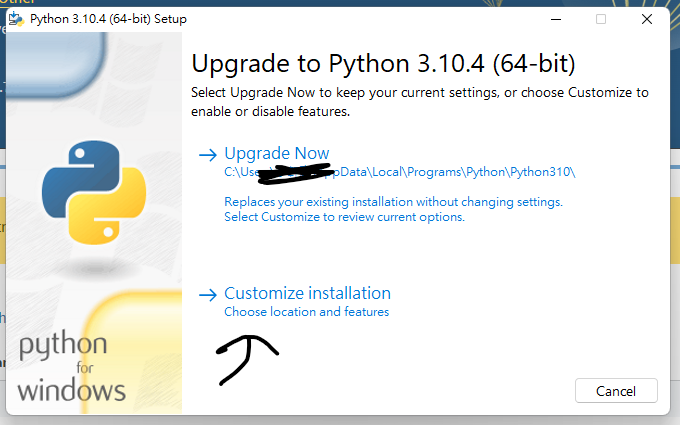 other
Python 3.10.4 (64-bit) Setup
Upgrade to Python 3.10.4 (64-bit)
Select Upgrade Now to keep your current settings, or choose Customize to
enable or disable features.
Upgrade Now
C:\Use ppData\Local\Programs\Python\Python310\
Replaces your existing installation without changing settings.
Select Customize to review current options.
Customize installation
Choose location and features
python
for
windows
Cancel